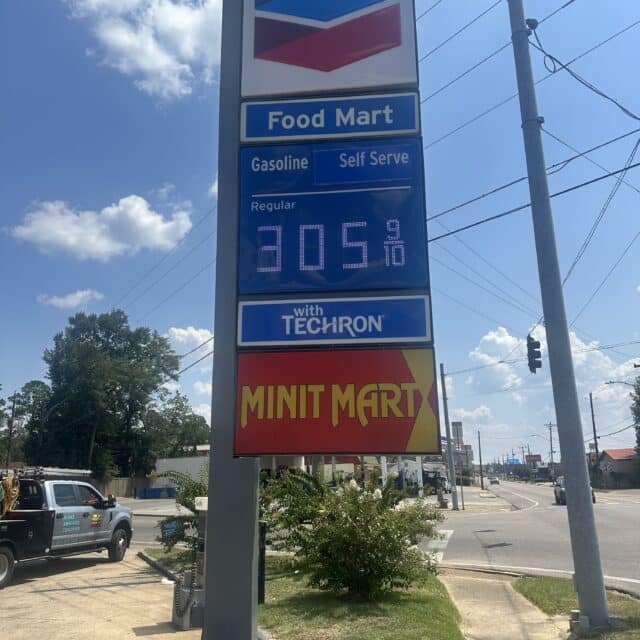 Food Mart
Gasoline Self Serve
Regular
305 9/10
with
TECHRON
MINIT MART